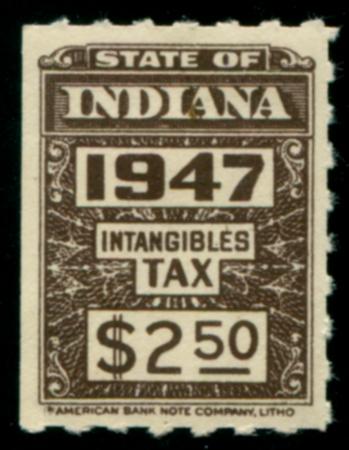 STATE OF
INDIANA
1947
INTANGIBLES
TAX
$2 50
AMERICAN BANK NOTE COMPANY, LITHO